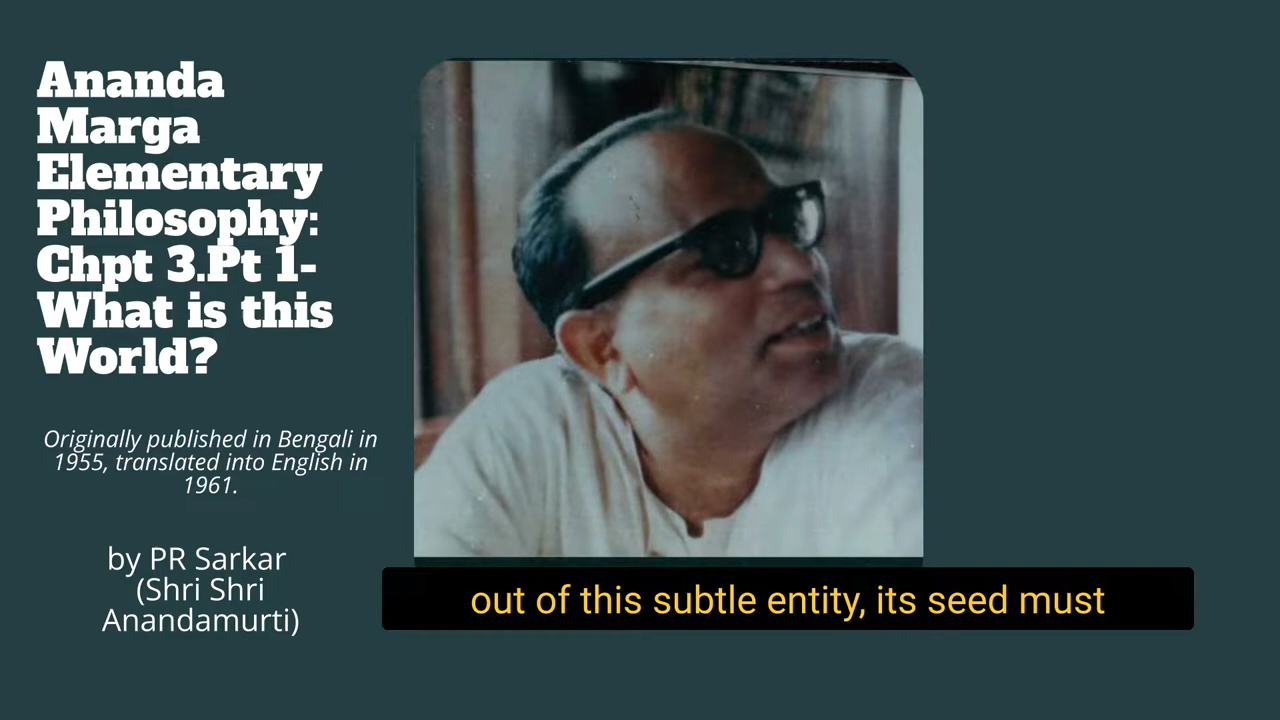 Ananda
Marga
Elementary
Philosophy:
Chpt 3.Pt 1-
What is this
World?
Originally published in Bengali in
1955, translated into English in
1961.
by PR Sarkar
(Shri Shri
Anandamurti)
out of this subtle entity, its seed must